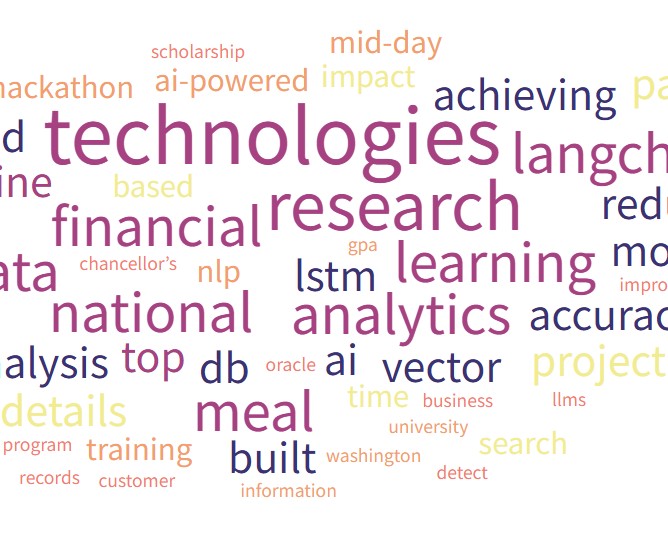 scholarship mid-day
hackathon ai-powered impact achieving pa
d technologies langch
ine based research redu
financial gpa mo
ata chancellor's nlp lstm learning impro
national analytics accurac
alysis top db oracle ai vector project
details meal time business llms
program training built washington university search
records customer information detect